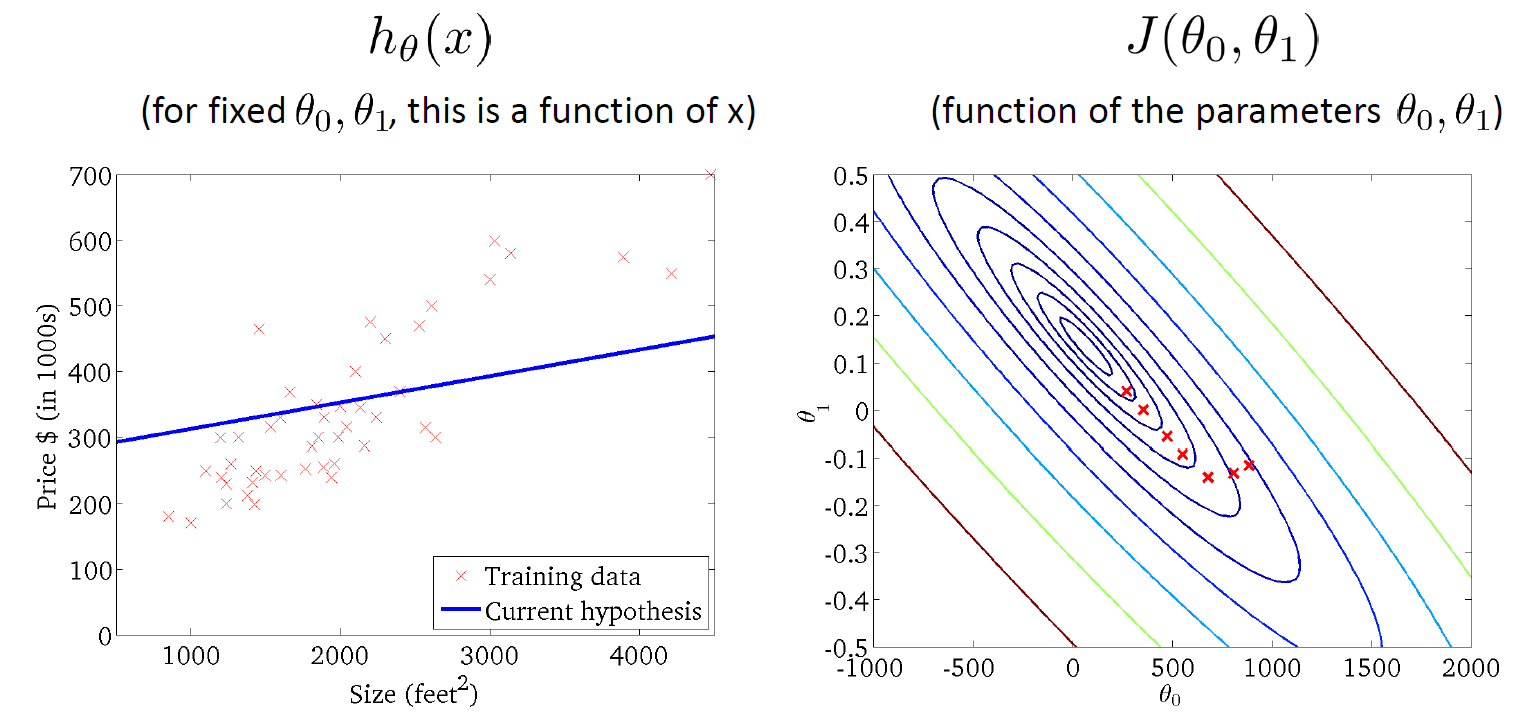 hθ(x)
(for fixed θ0, θ1, this is a function of x)
700
600
500
400
300
200
100
0
Price $ (in 1000s)
Training data
Current hypothesis
1000 2000 3000 4000
Size (feet²)
J(θ0, θ1)
(function of the parameters θ0, θ1)
0.5
0.4
0.3
0.2
0.1
0
-0.1
-0.2
-0.3
-0.4
-0.5
θ1
-1000 -500 0 500 1000 1500 2000
θ0